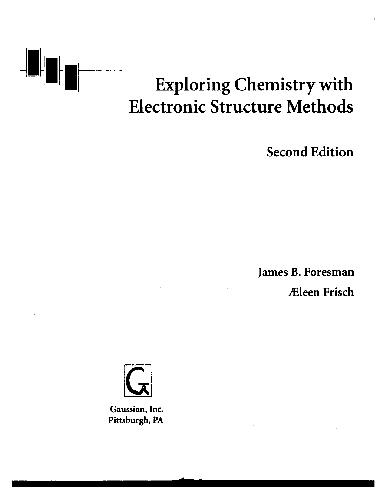 Exploring Chemistry with
Electronic Structure Methods
Second Edition
James B. Foresman
Æleen Frisch
G
Gaussian, Inc.
Pittsburgh, PA